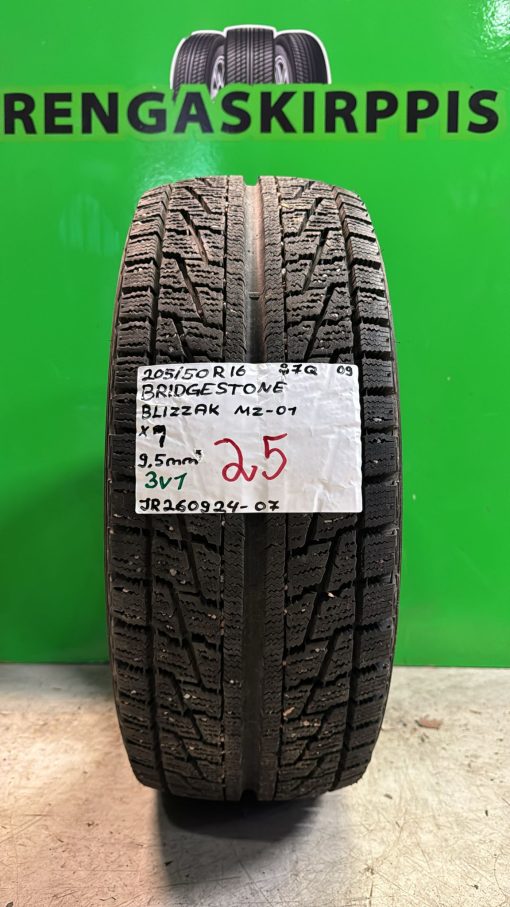 RENGASKIRPPIS
205/50R16 87Q 09
BRIDGESTONE
BLIZZAK MZ-01
x1
9.5mm
25
3v1
JR260924-07